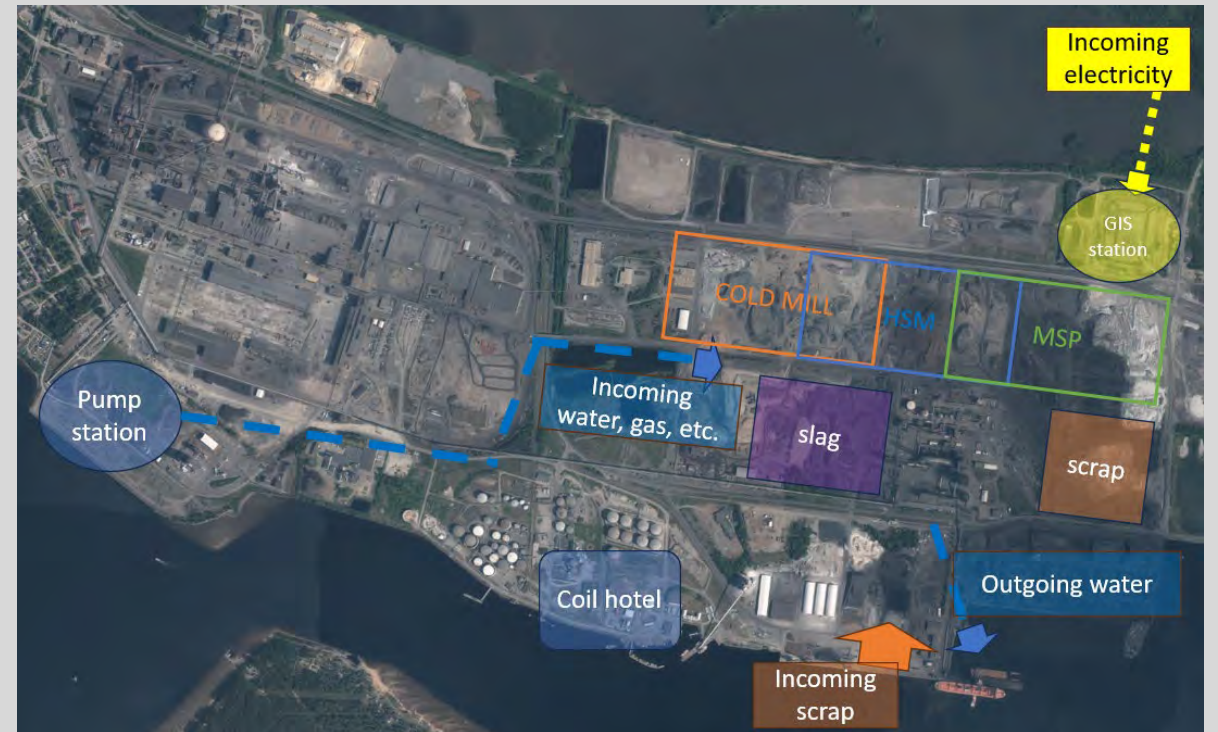 Incoming
electricity
GIS
station
COLD MILL
HSM
MSP
Pump
station
Incoming
water, gas, etc.
slag
scrap
Coil hotel
Outgoing water
Incoming
scrap